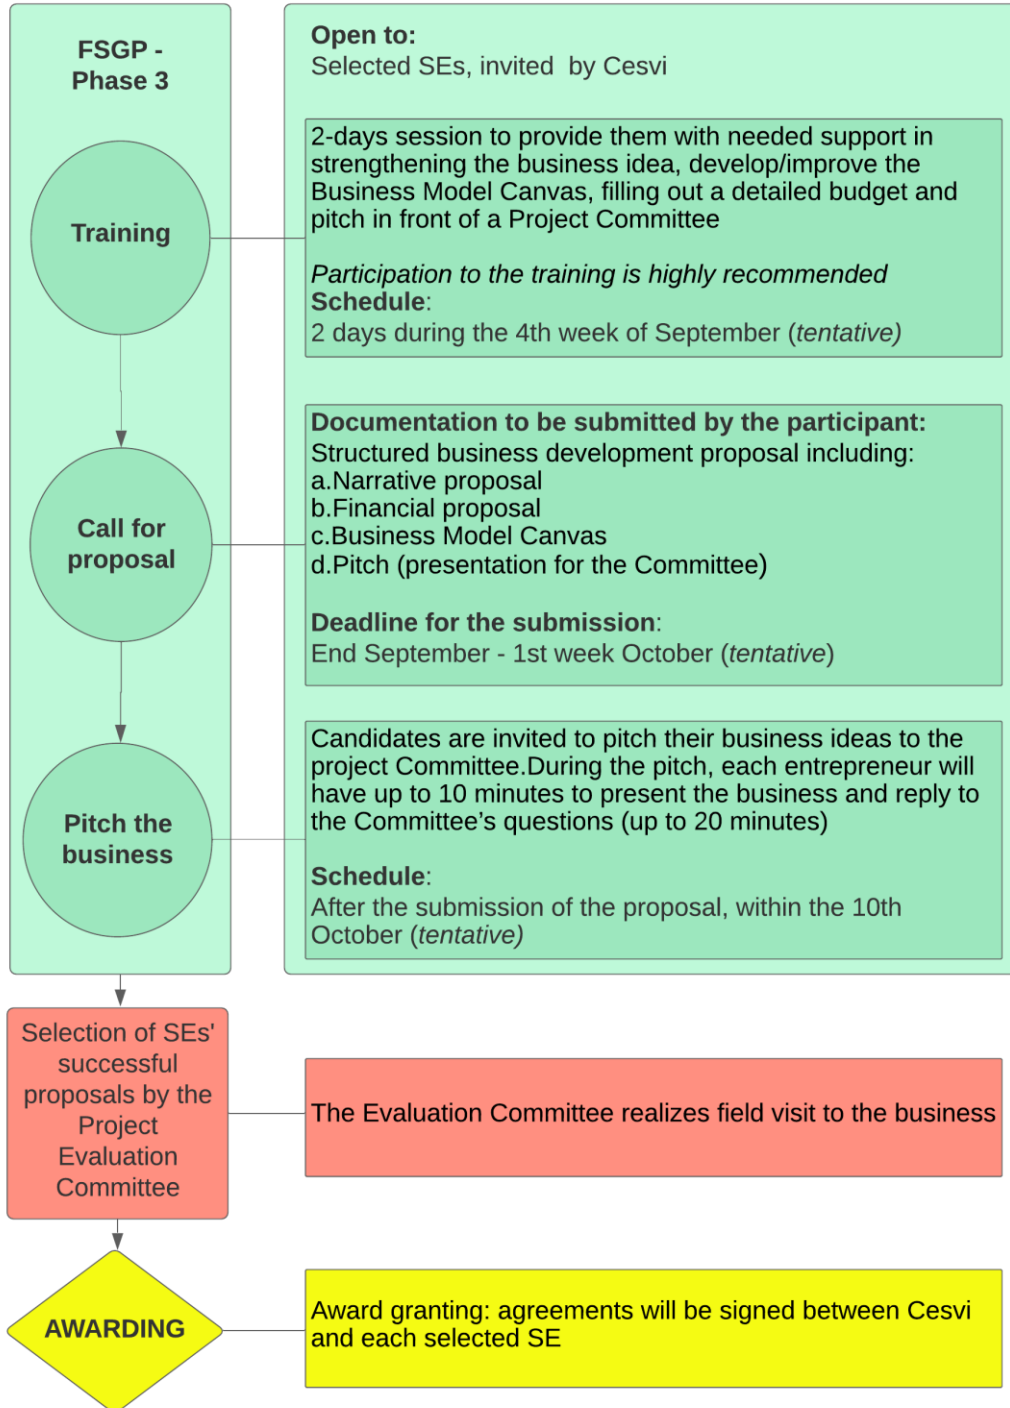 FSGP -
Phase 3
Open to:
Selected SEs, invited  by Cesvi
Training
2-days session to provide them with needed support in
strengthening the business idea, develop/improve the
Business Model Canvas, filling out a detailed budget and
pitch in front of a Project Committee
Participation to the training is highly recommended
Schedule:
2 days during the 4th week of September (tentative)
Call for
proposal
Documentation to be submitted by the participant:
Structured business development proposal including:
a.Narrative proposal
b.Financial proposal
c.Business Model Canvas
d.Pitch (presentation for the Committee)
Deadline for the submission:
End September - 1st week October (tentative)
Pitch the
business
Candidates are invited to pitch their business ideas to the
project Committee.During the pitch, each entrepreneur will
have up to 10 minutes to present the business and reply to
the Committee’s questions (up to 20 minutes)
Schedule:
After the submission of the proposal, within the 10th
October (tentative)
Selection of SEs'
successful
proposals by the
Project
Evaluation
Committee
The Evaluation Committee realizes field visit to the business
AWARDING
Award granting: agreements will be signed between Cesvi
and each selected SE